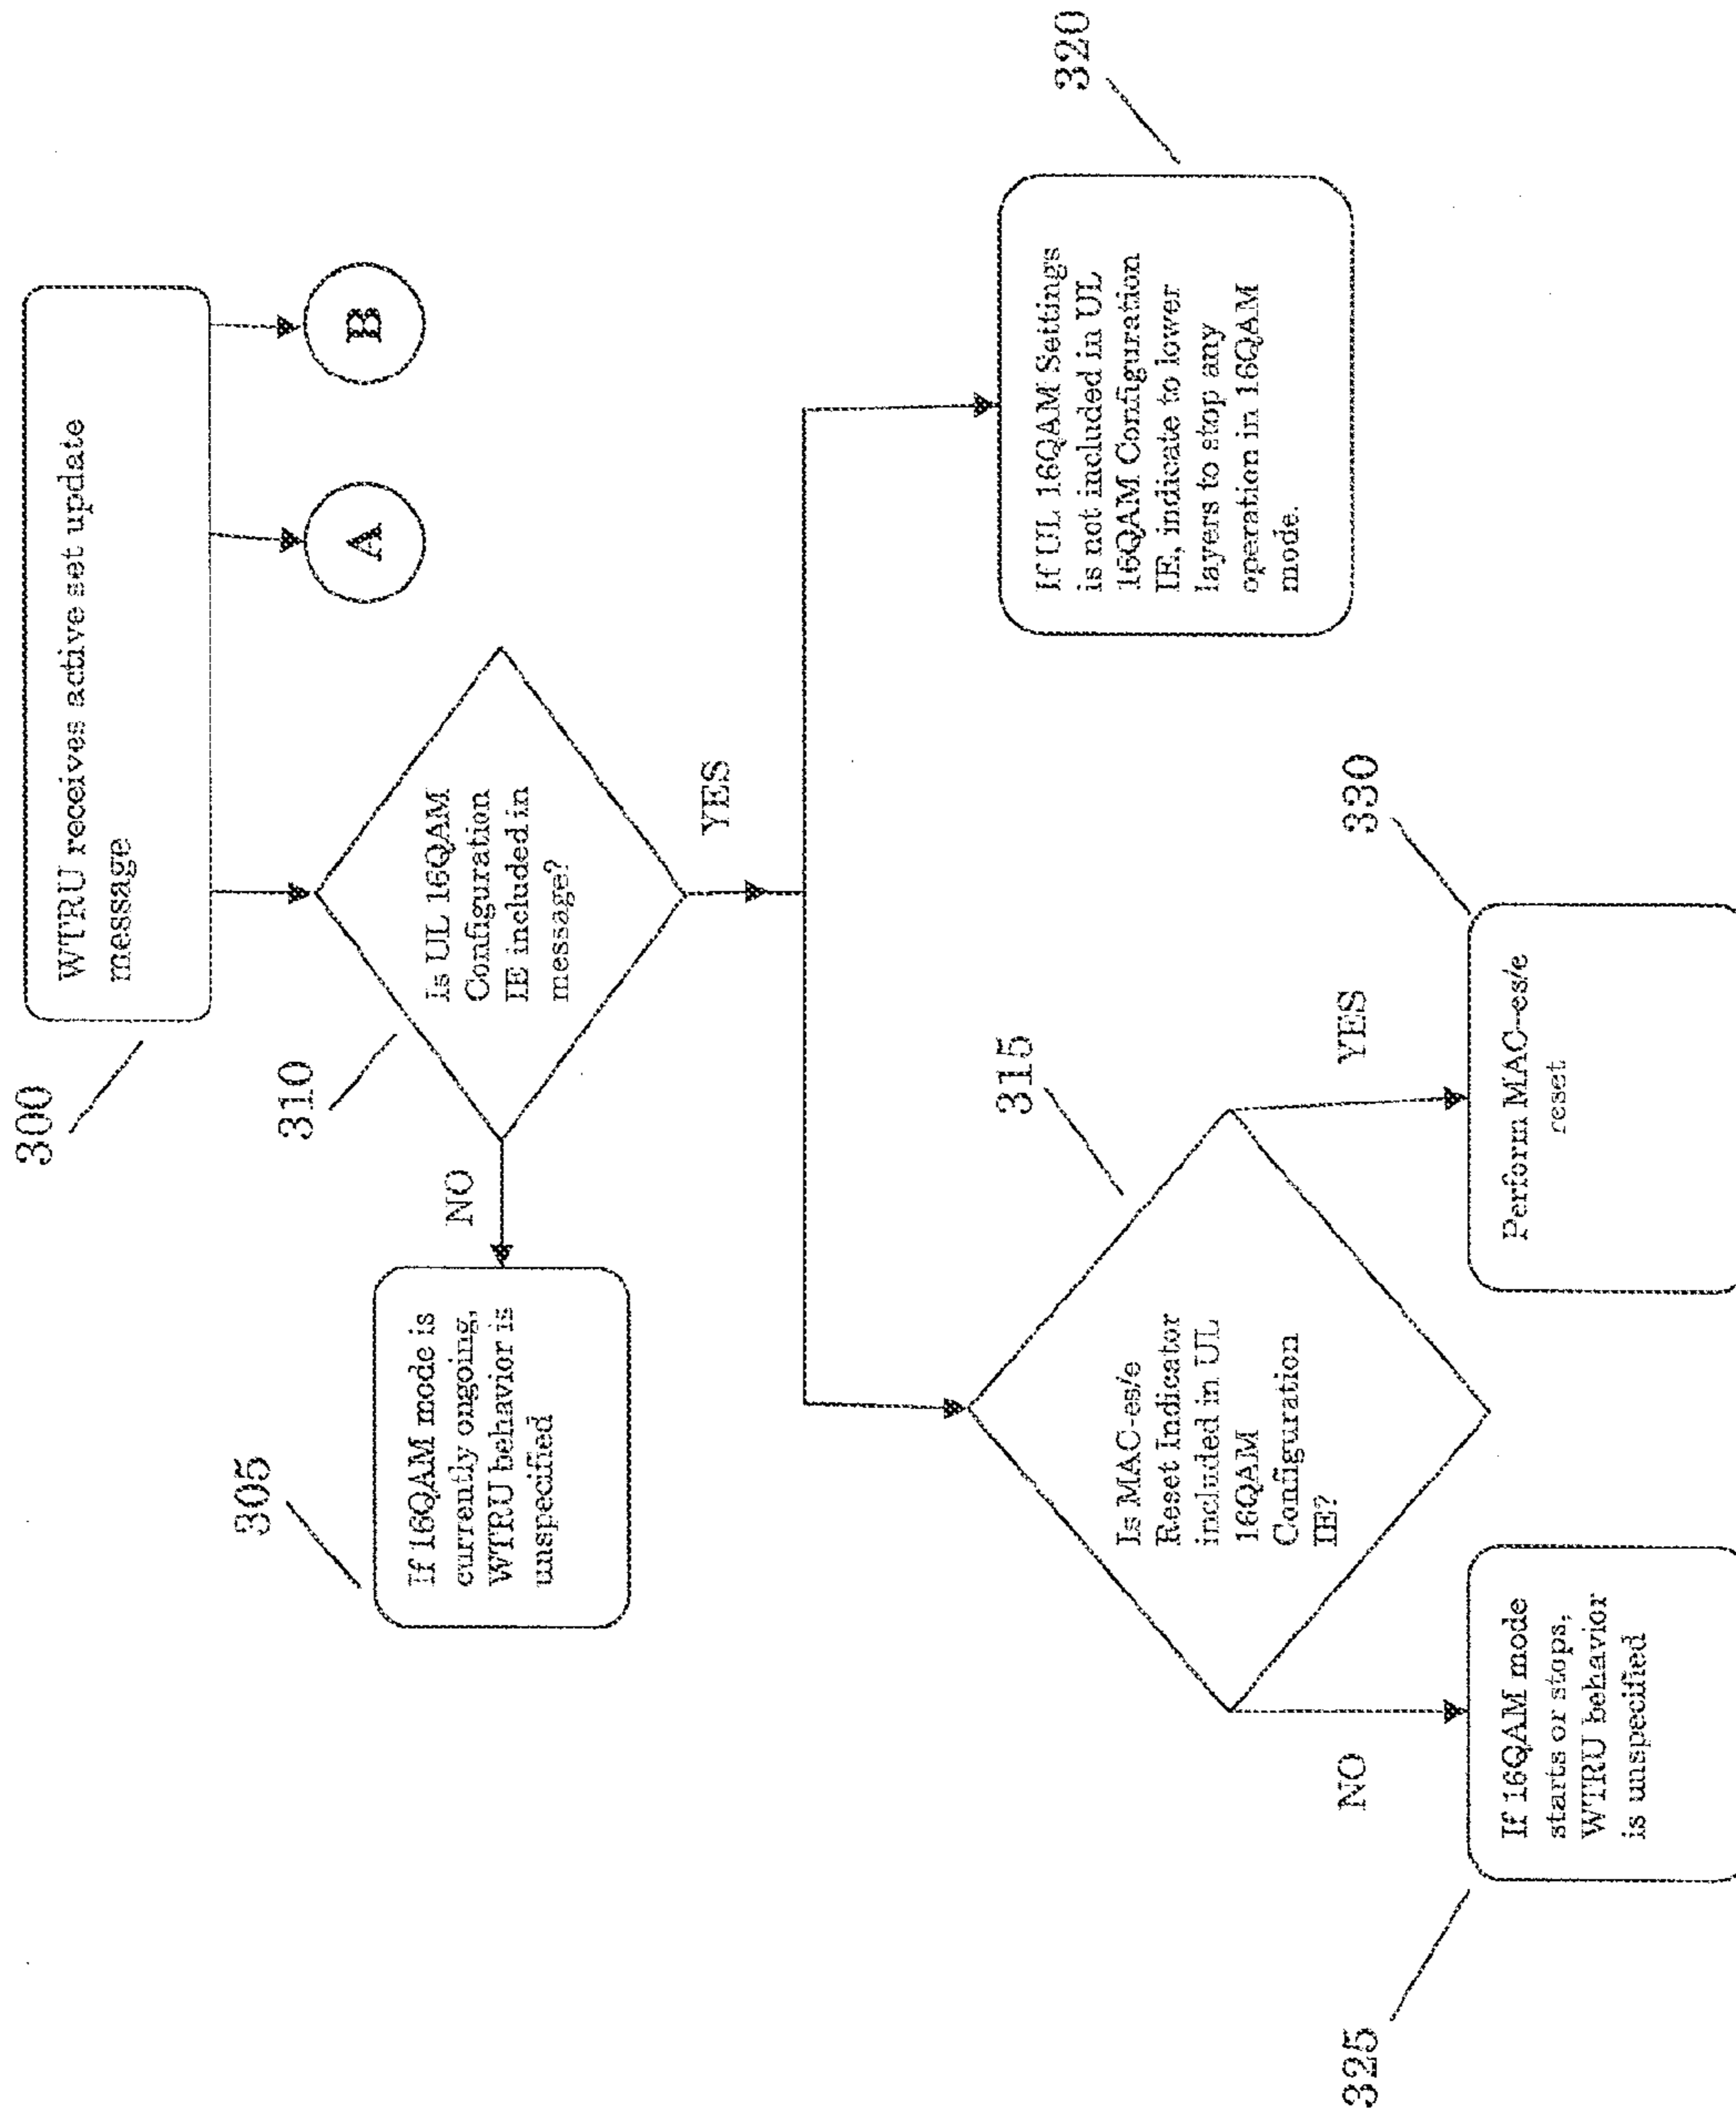 300
WTRU receives active set update
message
A
B
310
Is UL 16QAM
Configuration
IE included in
message?
NO
YES
305
If 16QAM mode is
currently ongoing,
WTRU behavior is
unspecified
315
Is MAC-es/e
Reset Indicator
included in UL
16QAM
Configuration
IE?
320
If UL 16QAM Settings
is not included in UL
16QAM Configuration
IE, indicate to lower
layers to stop any
operation in 16QAM
mode.
NO
YES
325
If 16QAM mode
starts or stops,
WTRU behavior
is unspecified
330
Perform MAC-es/e
reset